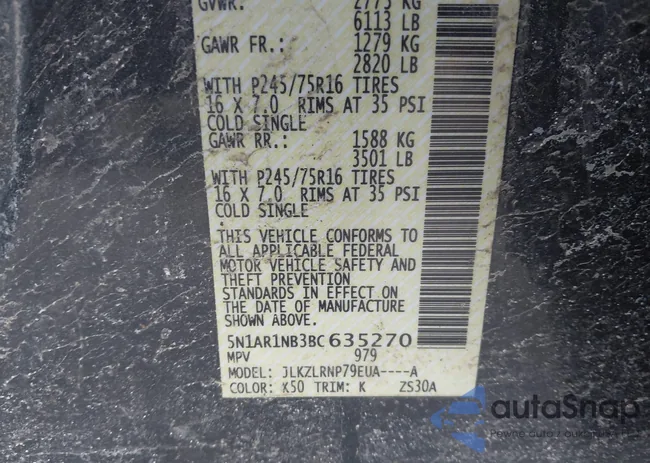 GVWR: 2773 KG
6113 LB
GAWR FR.: 1279 KG
2820 LB
WITH P245/75R16 TIRES
16 X 7.0 RIMS AT 35 PSI
COLD SINGLE
GAWR RR.: 1588 KG
3501 LB
WITH P245/75R16 TIRES
16 X 7.0 RIMS AT 35 PSI
COLD SINGLE
THIS VEHICLE CONFORMS TO
ALL APPLICABLE FEDERAL
MOTOR VEHICLE SAFETY AND
THEFT PREVENTION
STANDARDS IN EFFECT ON
THE DATE OF MANUFACTURE
SHOWN ABOVE.
5N1AR1NB3BC635270
MPV 979
MODEL: JLKZLRNP79EUA----A
COLOR: K50 TRIM: K ZS30A
autoSnap